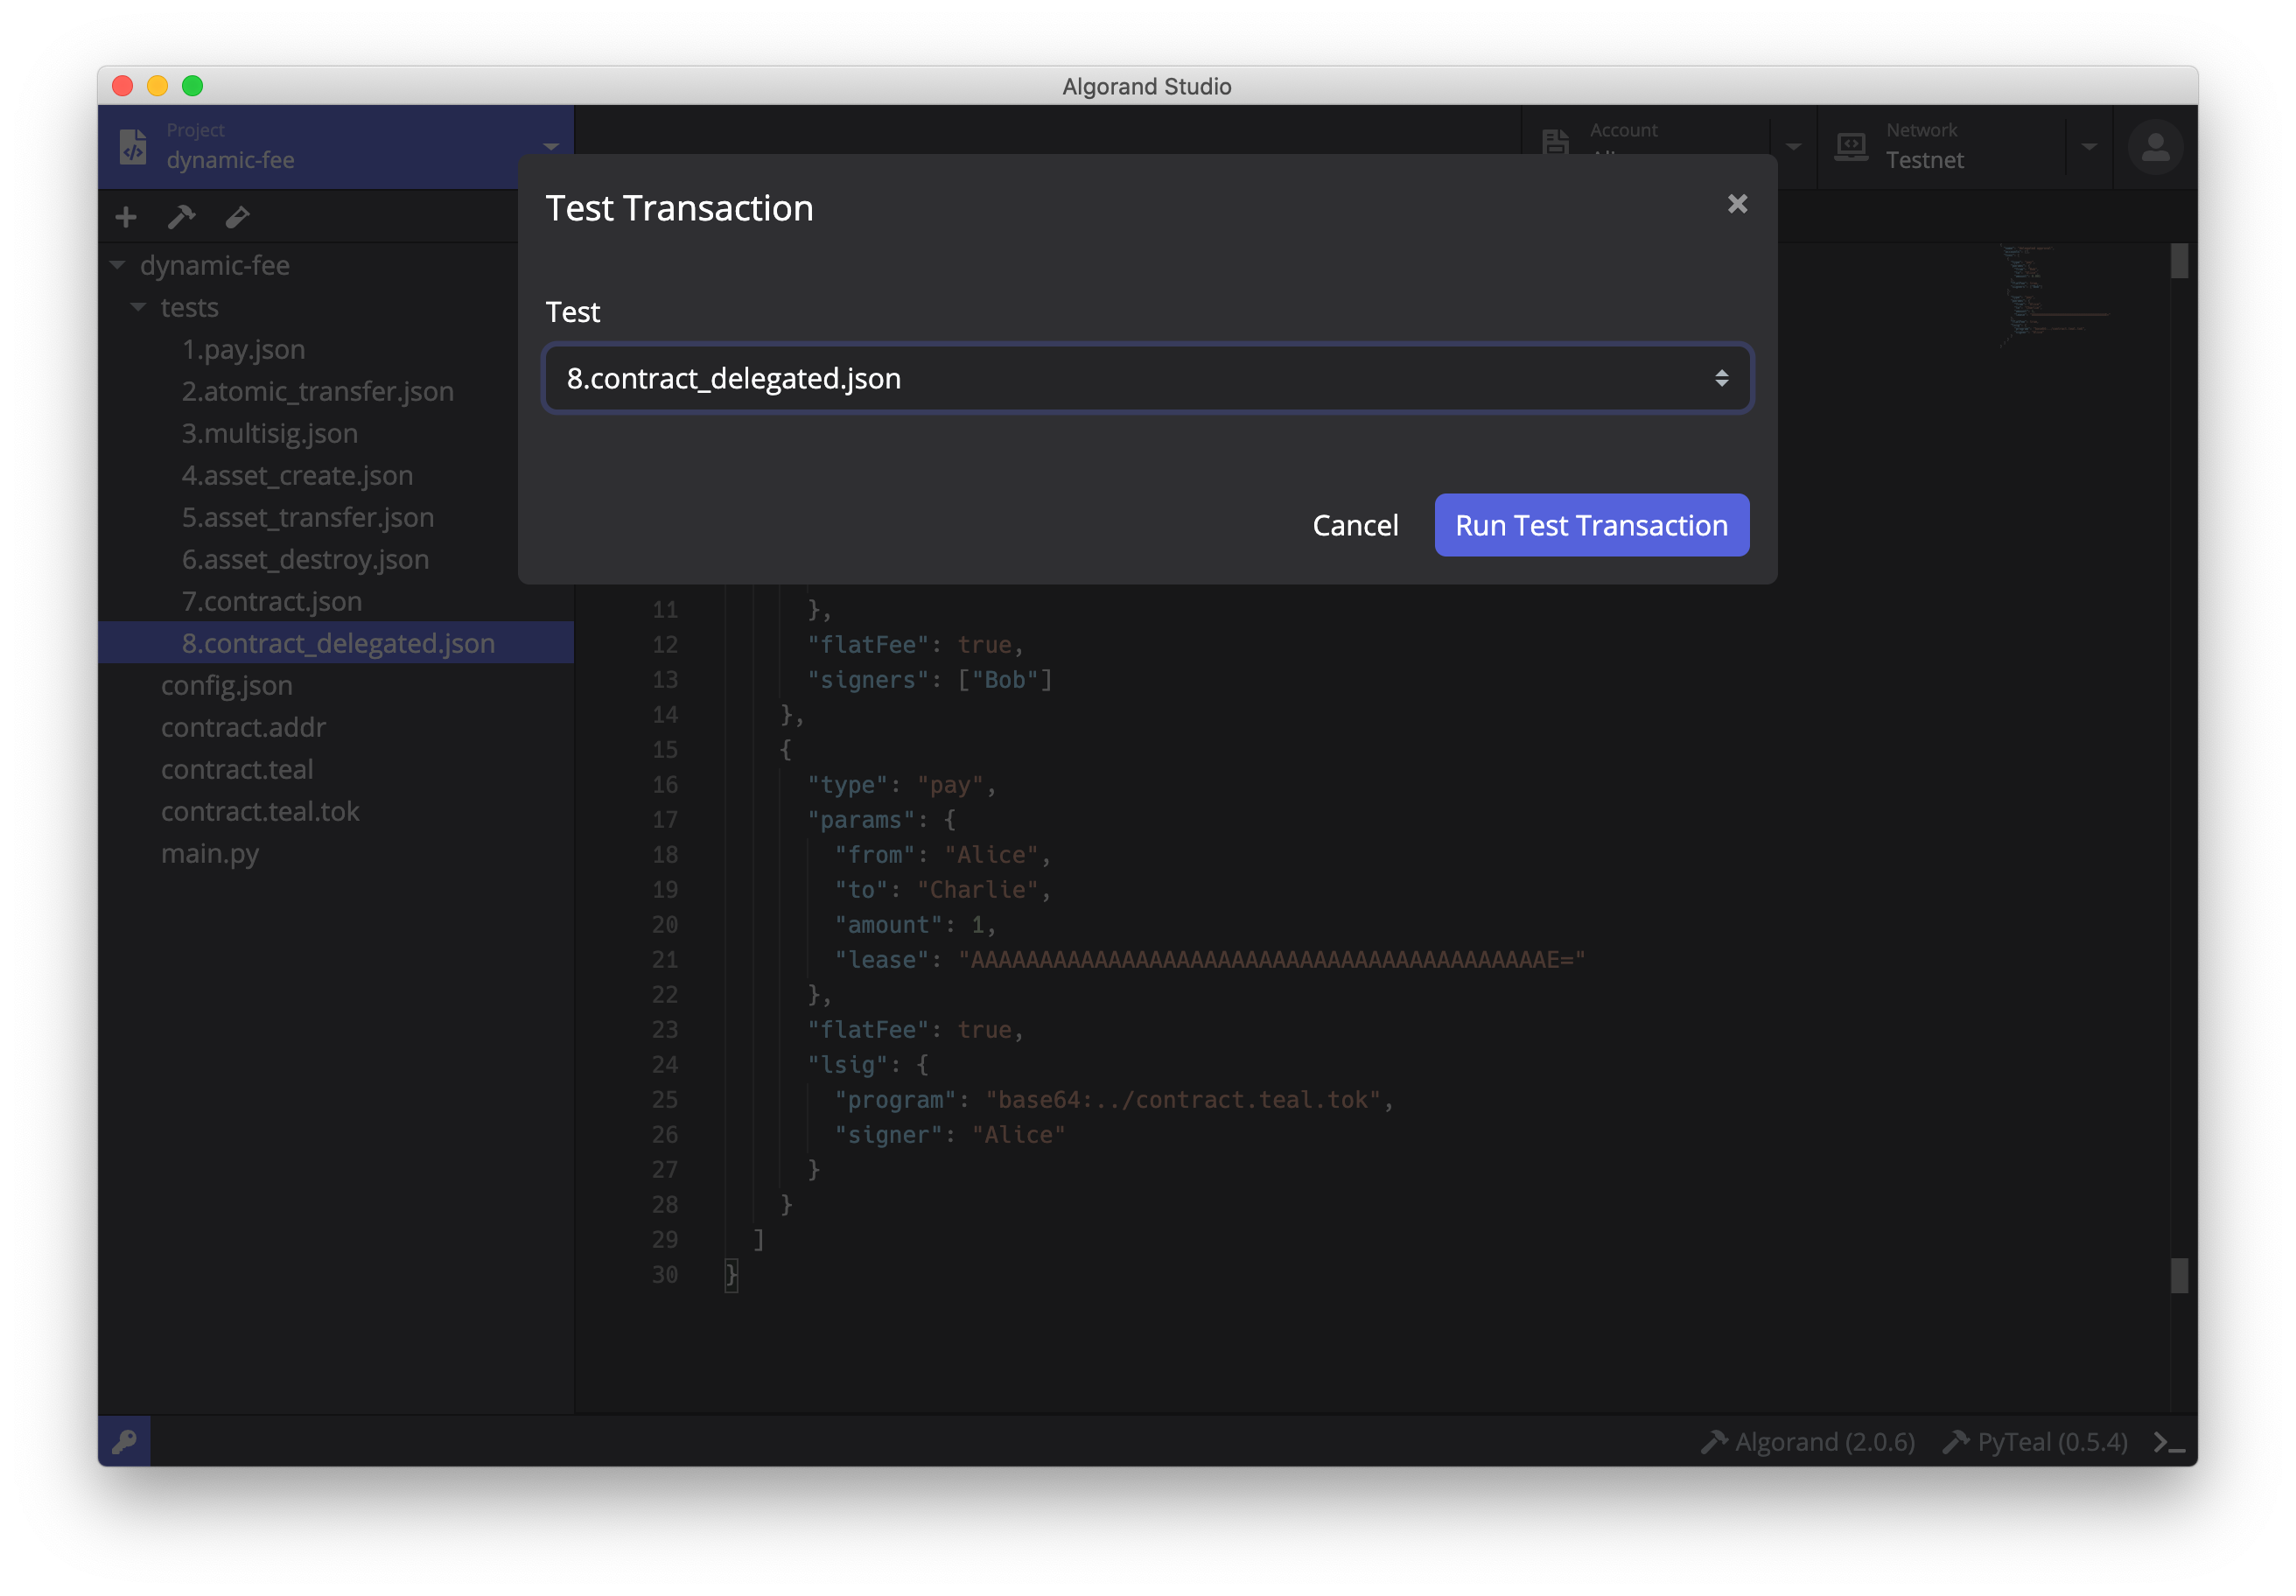 Algorand Studio
Project
dynamic-fee
Account
Network
Testnet
Test Transaction
Test
8.contract_delegated.json
Cancel
Run Test Transaction
dynamic-fee
tests
1.pay.json
2.atomic_transfer.json
3.multisig.json
4.asset_create.json
5.asset_transfer.json
6.asset_destroy.json
7.contract.json
8.contract_delegated.json
config.json
contract.addr
contract.teal
contract.teal.tok
main.py
11 },
12 "flatFee": true,
13 "signers": ["Bob"]
14 },
15 {
16 "type": "pay",
17 "params": {
18 "from": "Alice",
19 "to": "Charlie",
20 "amount": 1,
21 "lease": "AAAAAAAAAAAAAAAAAAAAAAAAAAAAAAAAAAAAAAAAAAE="
22 },
23 "flatFee": true,
24 "lsig": {
25 "program": "base64:../contract.teal.tok",
26 "signer": "Alice"
27 }
28 }
29 ]
30 }
Algorand (2.0.6)
PyTeal (0.5.4)